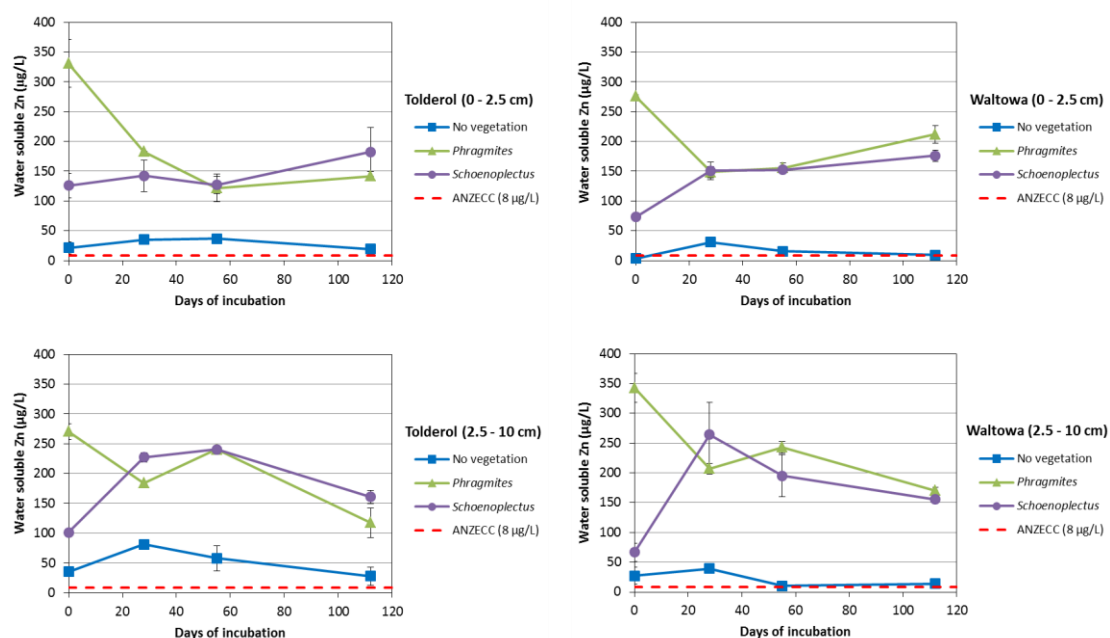 400
350
300
250
200
150
100
50
0
Water soluble Zn (µg/L)
0 20 40 60 80 100 120
Days of incubation
Tolderol (0 - 2.5 cm)
No vegetation
Phragmites
Schoenoplectus
ANZECC (8 µg/L)
400
350
300
250
200
150
100
50
0
Water soluble Zn (µg/L)
0 20 40 60 80 100 120
Days of incubation
Waltowa (0 - 2.5 cm)
No vegetation
Phragmites
Schoenoplectus
ANZECC (8 µg/L)
400
350
300
250
200
150
100
50
0
Water soluble Zn (µg/L)
0 20 40 60 80 100 120
Days of incubation
Tolderol (2.5 - 10 cm)
No vegetation
Phragmites
Schoenoplectus
ANZECC (8 µg/L)
400
350
300
250
200
150
100
50
0
Water soluble Zn (µg/L)
0 20 40 60 80 100 120
Days of incubation
Waltowa (2.5 - 10 cm)
No vegetation
Phragmites
Schoenoplectus
ANZECC (8 µg/L)